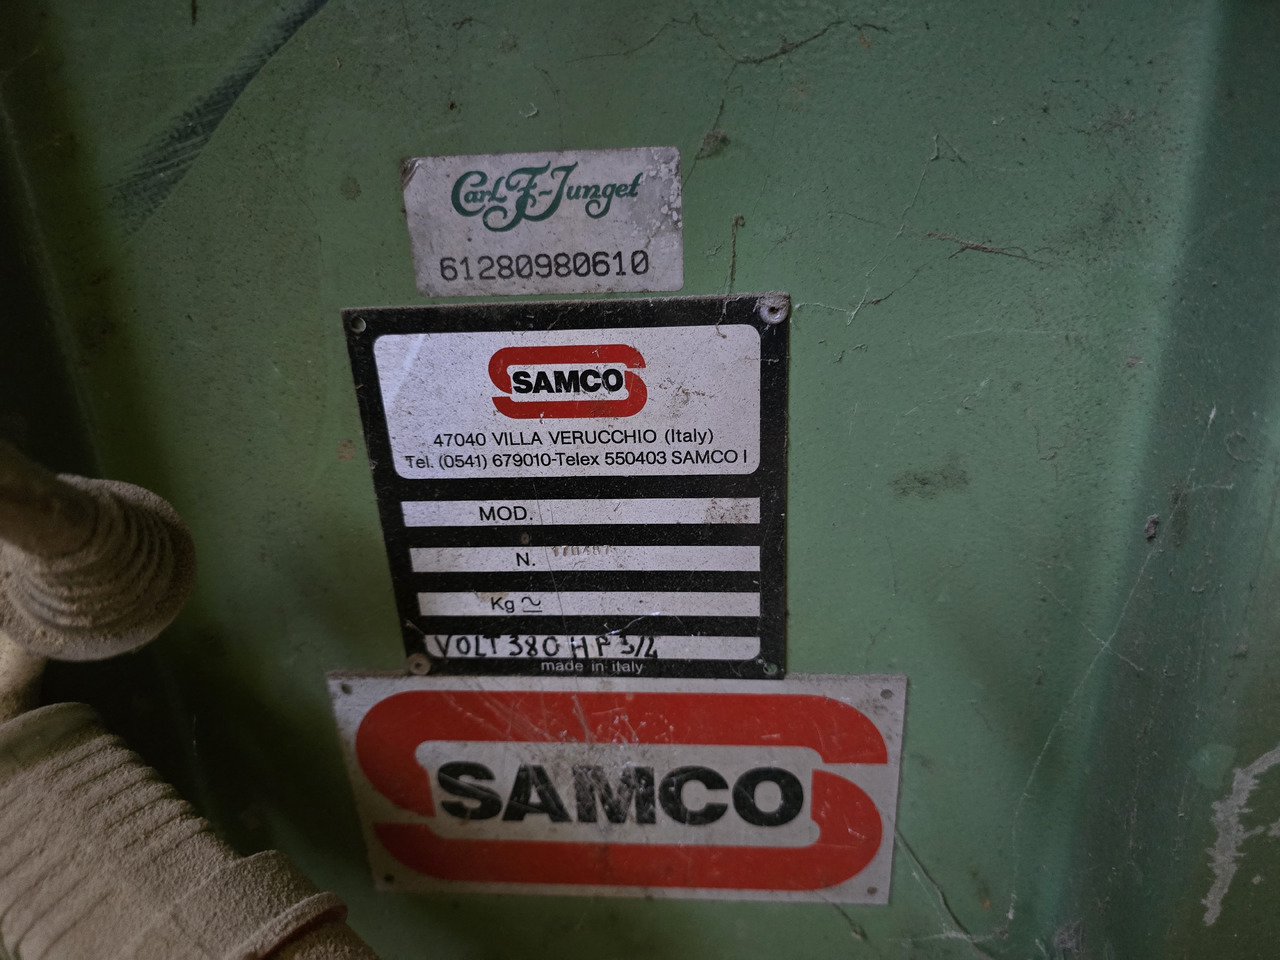 Carl F-Junget
61280980610
SAMCO
47040 VILLA VERUCCHIO (Italy)
Tel. (0541) 679010-Telex 550403 SAMCO I
MOD.
N.
Kg ≃
VOLT 380 HP 3/4
made in italy
SAMCO